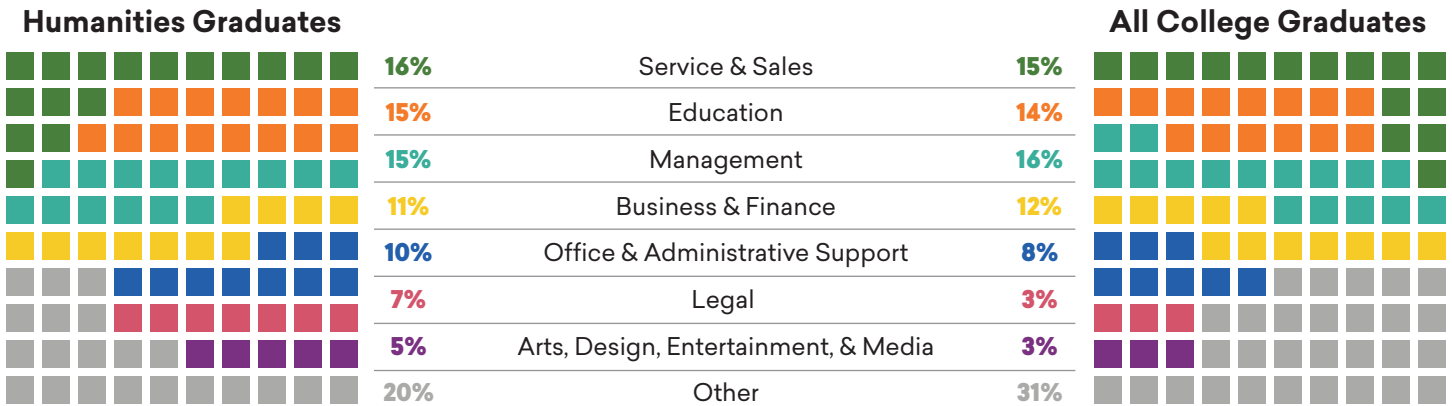 Humanities Graduates
All College Graduates
16% Service & Sales 15%
15% Education 14%
15% Management 16%
11% Business & Finance 12%
10% Office & Administrative Support 8%
7% Legal 3%
5% Arts, Design, Entertainment, & Media 3%
20% Other 31%